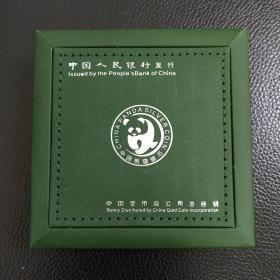 中国人民银行发行
Issued by the People'sBank of China
CHINA PANDA SILVER COIN
中国熊猫银币
中国金币总公司总经销
Solely Distributed by China Gold Coin Incorporation